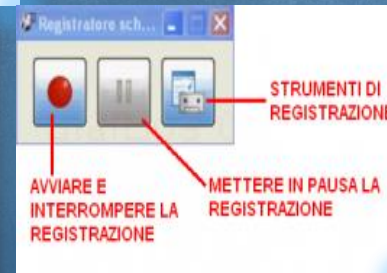 Registratore sch...
STRUMENTI DI
REGISTRAZIONE
AVVIARE E
INTERROMPERE LA
REGISTRAZIONE
METTERE IN PAUSA LA
REGISTRAZIONE